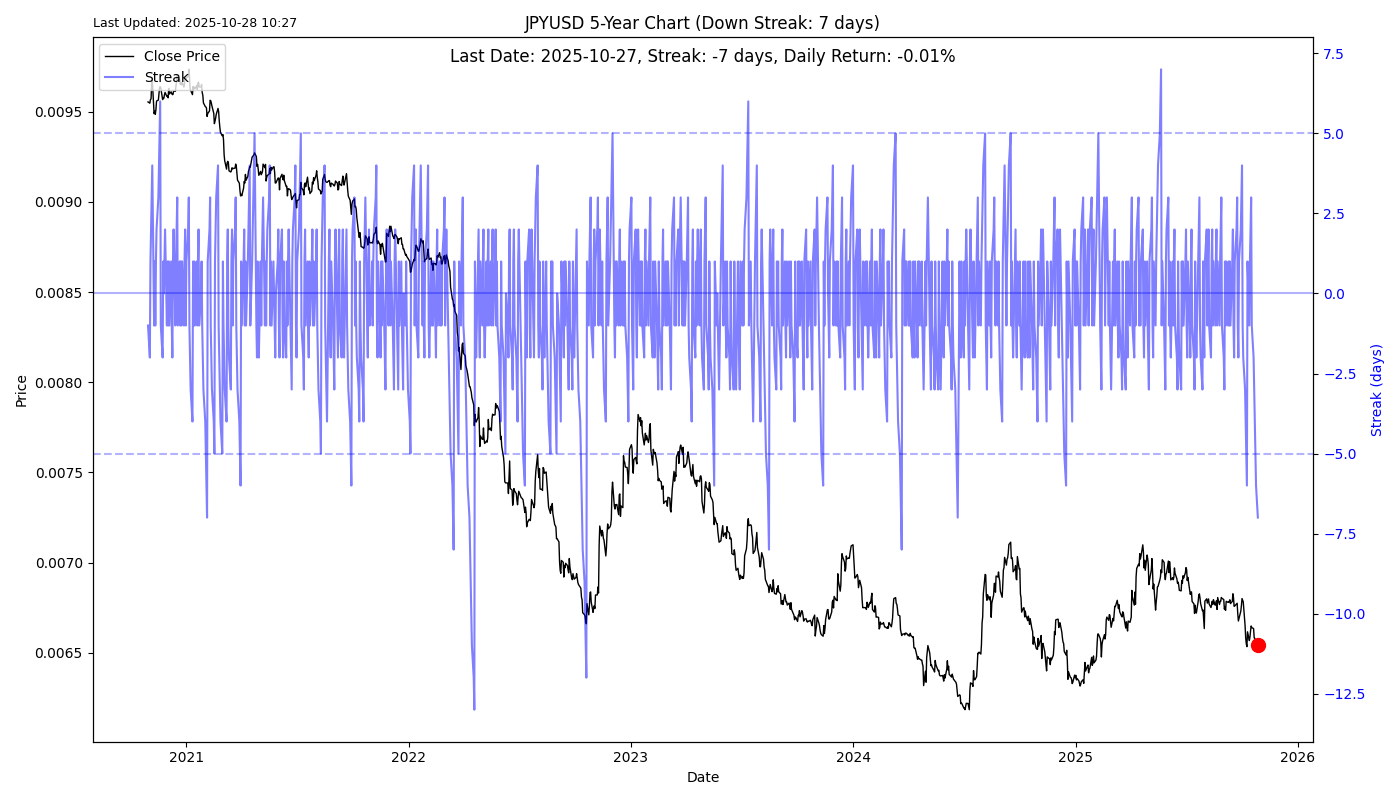 Last Updated: 2025-10-28 10:27
JPYUSD 5-Year Chart (Down Streak: 7 days)
Last Date: 2025-10-27, Streak: -7 days, Daily Return: -0.01%
Close Price
Streak
0.0095
0.0090
0.0085
0.0080
0.0075
0.0070
0.0065
Price
7.5
5.0
2.5
0.0
−2.5
−5.0
−7.5
−10.0
−12.5
Streak (days)
2021
2022
2023
2024
2025
2026
Date